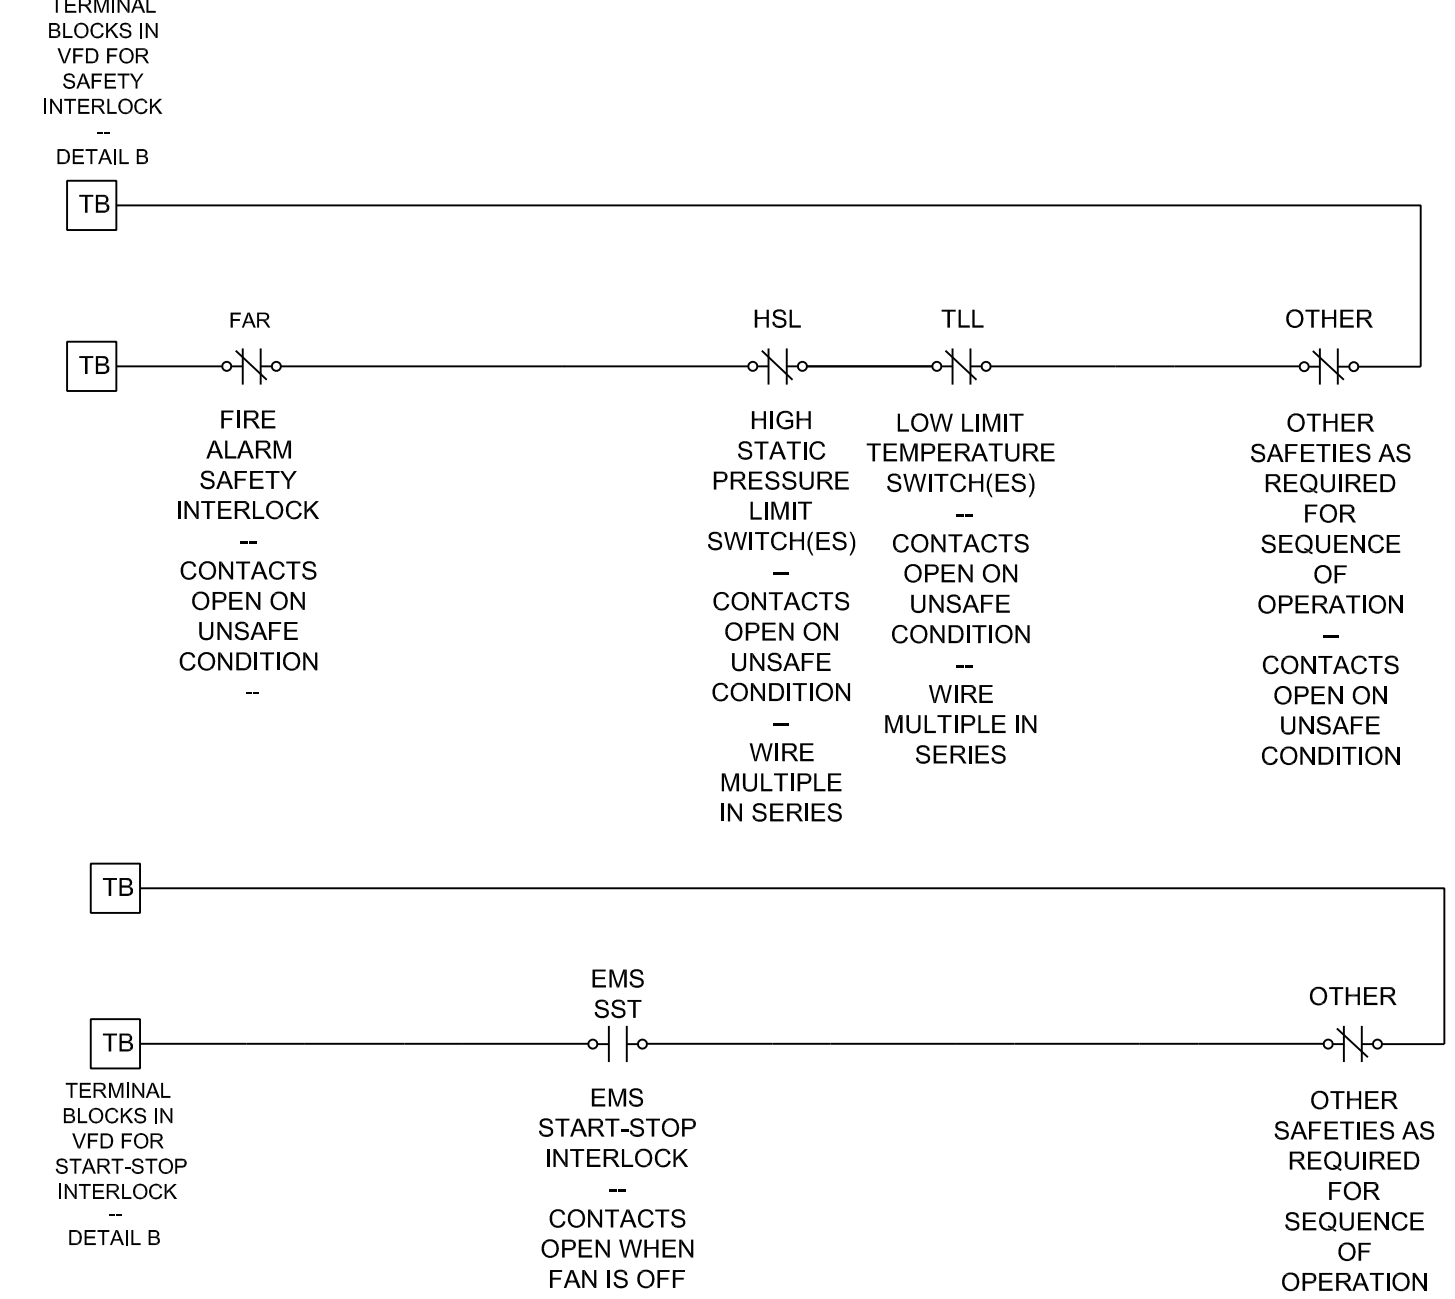 TERMINAL
BLOCKS IN
VFD FOR
SAFETY
INTERLOCK
--
DETAIL B
TB
TB
FAR
FIRE
ALARM
SAFETY
INTERLOCK
--
CONTACTS
OPEN ON
UNSAFE
CONDITION
--
HSL
HIGH
STATIC
PRESSURE
LIMIT
SWITCH(ES)
–
CONTACTS
OPEN ON
UNSAFE
CONDITION
–
WIRE
MULTIPLE
IN SERIES
TLL
LOW LIMIT
TEMPERATURE
SWITCH(ES)
--
CONTACTS
OPEN ON
UNSAFE
CONDITION
--
WIRE
MULTIPLE IN
SERIES
OTHER
OTHER
SAFETIES AS
REQUIRED
FOR
SEQUENCE
OF
OPERATION
–
CONTACTS
OPEN ON
UNSAFE
CONDITION
TB
TB
TERMINAL
BLOCKS IN
VFD FOR
START-STOP
INTERLOCK
--
DETAIL B
EMS
SST
EMS
START-STOP
INTERLOCK
--
CONTACTS
OPEN WHEN
FAN IS OFF
OTHER
OTHER
SAFETIES AS
REQUIRED
FOR
SEQUENCE
OF
OPERATION